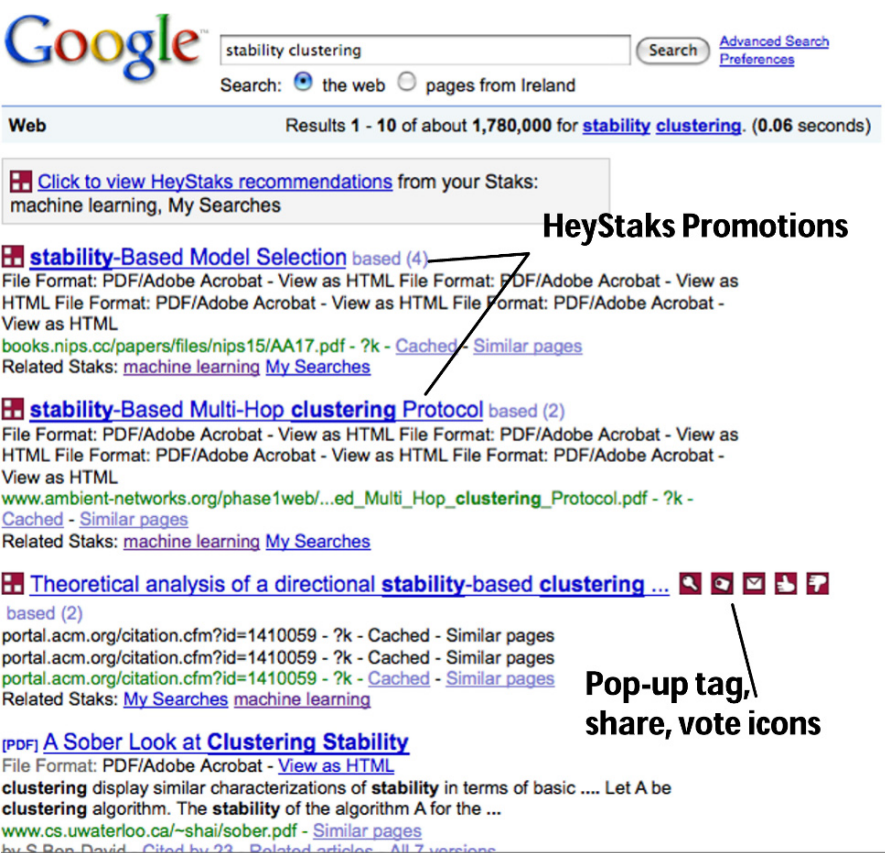 Google™ stability clustering Search Advanced Search
Preferences
Search: the web pages from Ireland
Web Results 1 - 10 of about 1,780,000 for stability clustering. (0.06 seconds)
Click to view HeyStaks recommendations from your Staks:
machine learning, My Searches
HeyStaks Promotions
stability-Based Model Selection based (4)
File Format: PDF/Adobe Acrobat - View as HTML File Format: PDF/Adobe Acrobat - View as
HTML File Format: PDF/Adobe Acrobat - View as HTML File Format: PDF/Adobe Acrobat -
View as HTML
books.nips.cc/papers/files/nips15/AA17.pdf - ?k - Cached - Similar pages
Related Staks: machine learning My Searches
stability-Based Multi-Hop clustering Protocol based (2)
File Format: PDF/Adobe Acrobat - View as HTML File Format: PDF/Adobe Acrobat - View as
HTML File Format: PDF/Adobe Acrobat - View as HTML File Format: PDF/Adobe Acrobat -
View as HTML
www.ambient-networks.org/phase1web/...ed_Multi_Hop_clustering_Protocol.pdf - ?k -
Cached - Similar pages
Related Staks: machine learning My Searches
Theoretical analysis of a directional stability-based clustering ...
based (2)
portal.acm.org/citation.cfm?id=1410059 - ?k - Cached - Similar pages
portal.acm.org/citation.cfm?id=1410059 - ?k - Cached - Similar pages
portal.acm.org/citation.cfm?id=1410059 - ?k - Cached - Similar pages
Related Staks: My Searches machine learning
Pop-up tag,
share, vote icons
[PDF] A Sober Look at Clustering Stability
File Format: PDF/Adobe Acrobat - View as HTML
clustering display similar characterizations of stability in terms of basic .... Let A be
clustering algorithm. The stability of the algorithm A for the ...
www.cs.uwaterloo.ca/~shai/sober.pdf - Similar pages
by S Ben-David - Cited by 23 - Related articles - All 7 versions